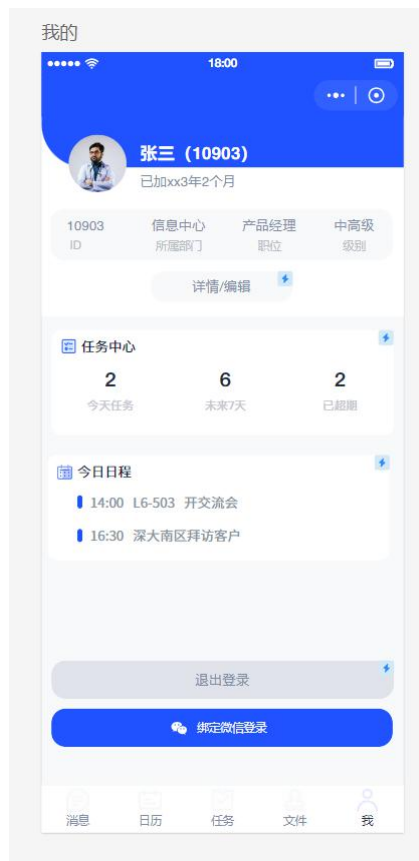 我的
18:00
张三（10903）
已加xx3年2个月
10903 信息中心 产品经理 中高级
ID 所属部门 职位 级别
详情/编辑
任务中心
2 6 2
今天任务 未来7天 已超期
今日日程
14:00 L6-503 开交流会
16:30 深大南区拜访客户
退出登录
绑定微信登录
消息 日历 任务 文件 我